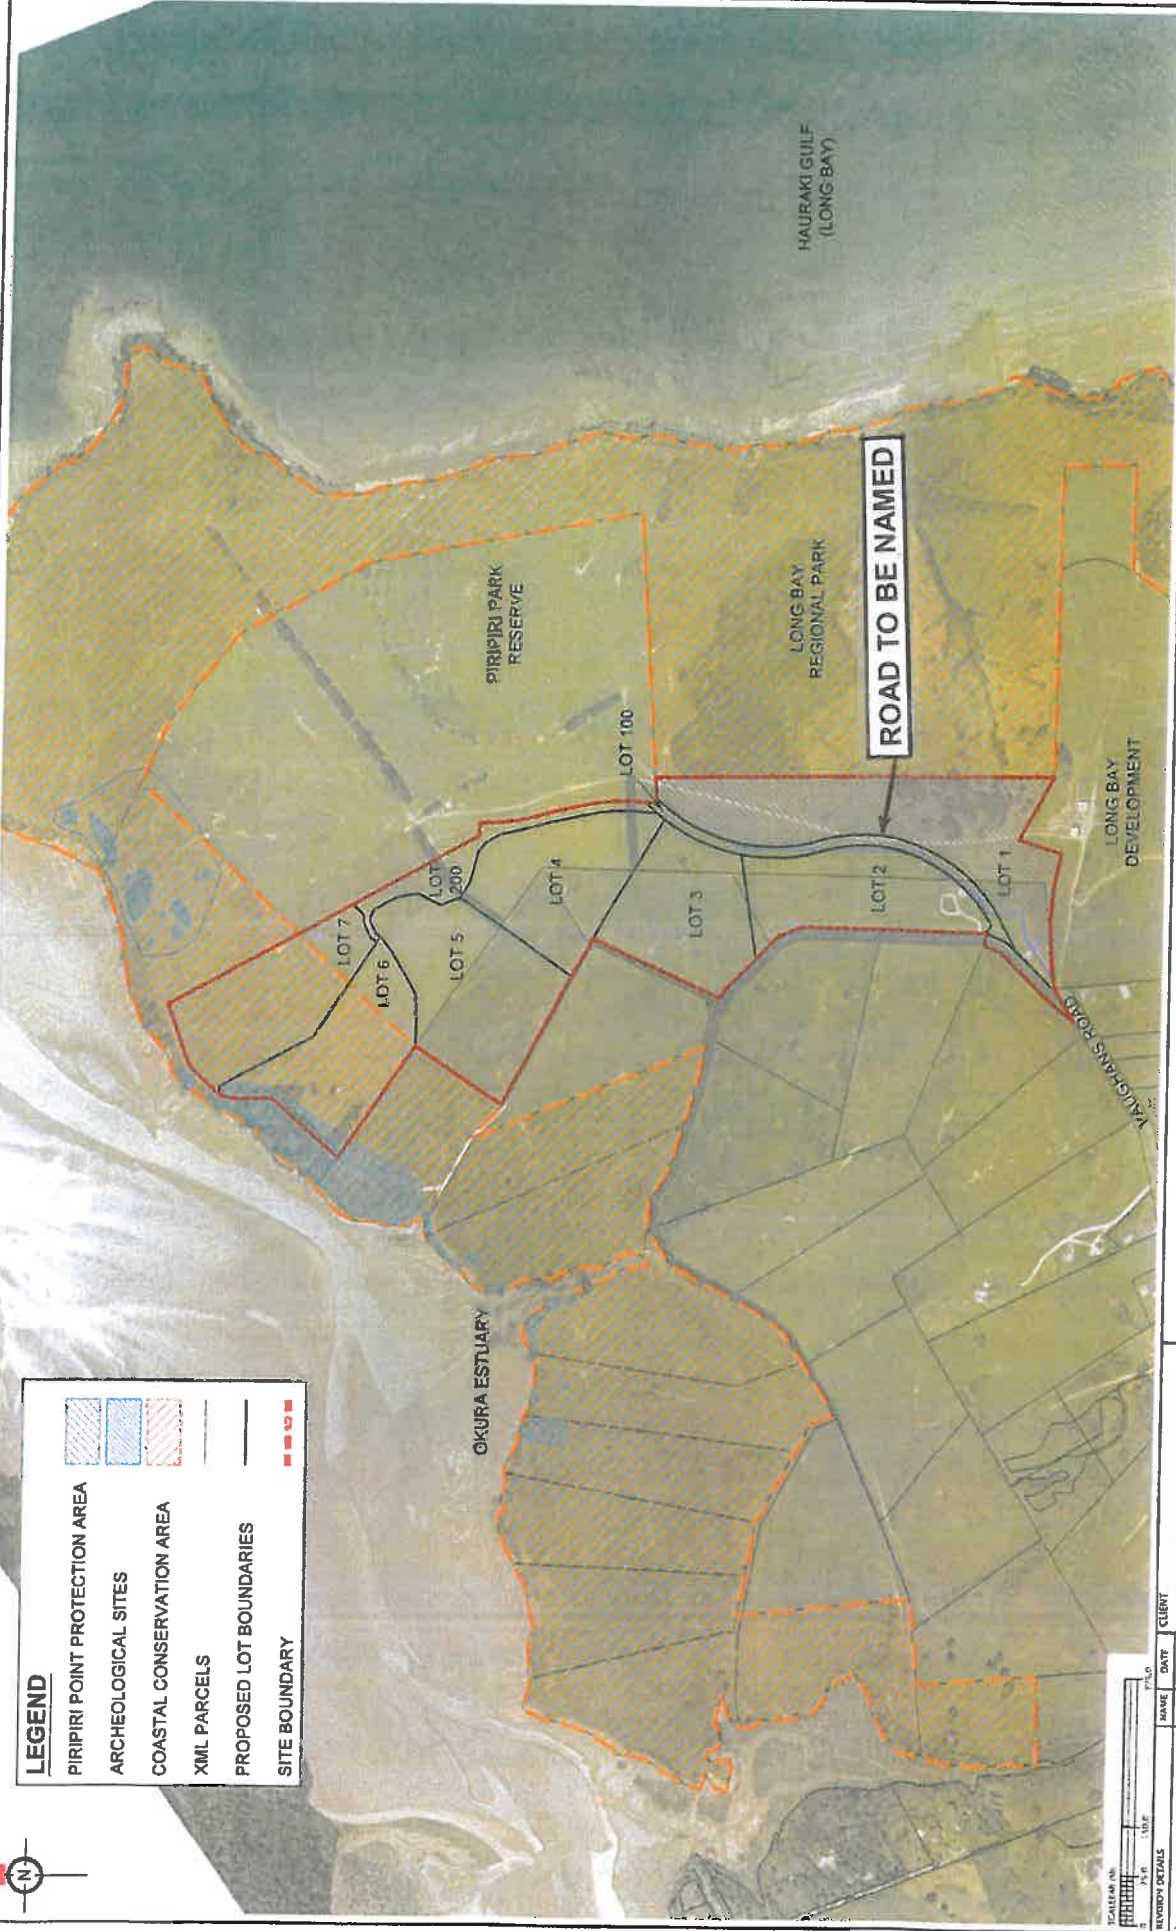 LEGEND
PIRIPIRI POINT PROTECTION AREA
ARCHEOLOGICAL SITES
COASTAL CONSERVATION AREA
XML PARCELS
PROPOSED LOT BOUNDARIES
SITE BOUNDARY
N
OKURA ESTUARY
LOT 7
LOT 6
LOT 5
LOT
200
LOT 4
LOT 3
LOT 100
LOT 2
LOT 1
PIRIPIRI PARK
RESERVE
LONG BAY
REGIONAL PARK
ROAD TO BE NAMED
HAURAKI GULF
(LONG BAY)
LONG BAY
DEVELOPMENT
VAUGHANS ROAD
0
NAME
DATE
CLIENT